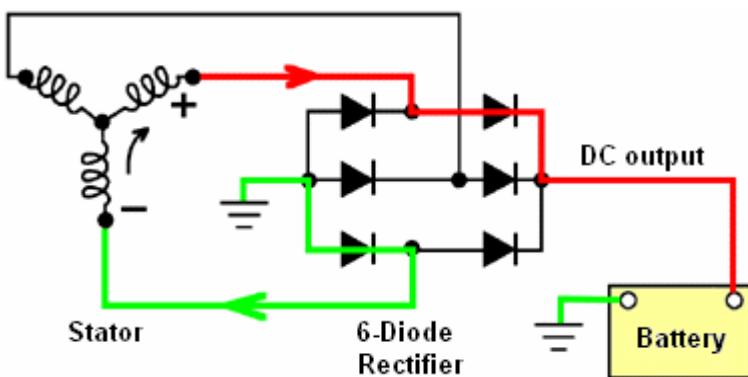 +
−
DC output
Stator
6-Diode
Rectifier
Battery